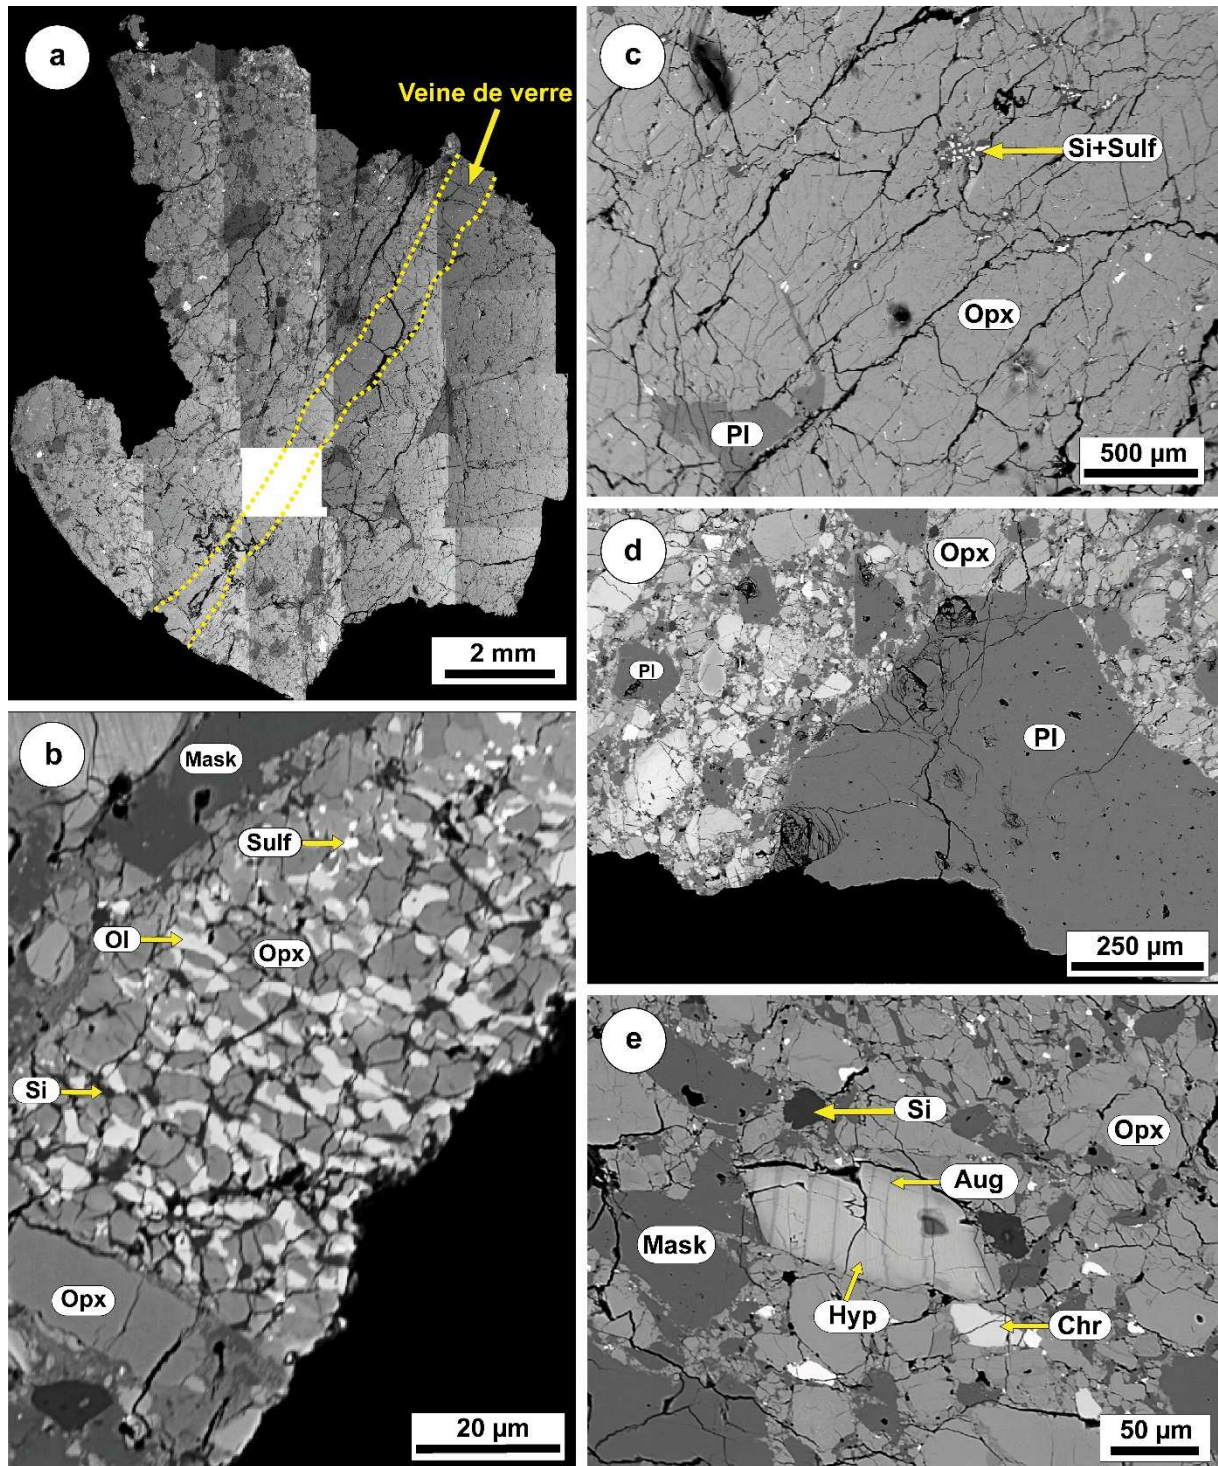 a
Veine de verre
2 mm
b
Mask
Sulf
Ol
Opx
Si
Opx
20 µm
c
Si+Sulf
Opx
Pl
500 µm
d
Opx
Pl
Pl
250 µm
e
Si
Opx
Aug
Mask
Hyp
Chr
50 µm